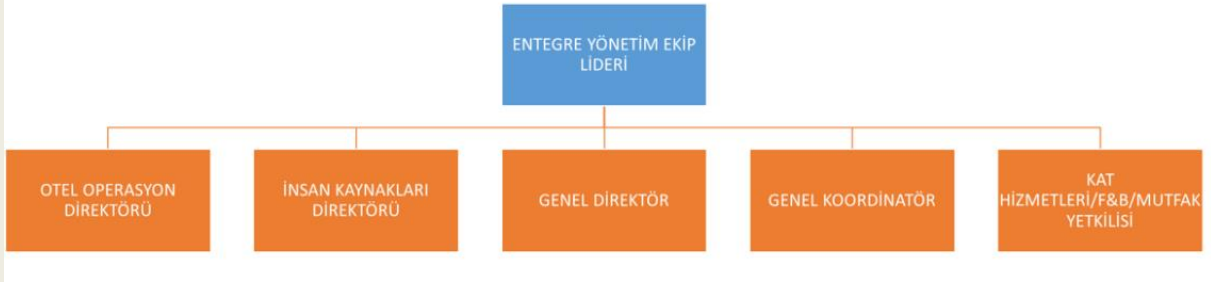 ENTEGRE YÖNETİM EKİP
LİDERİ
OTEL OPERASYON
DİREKTÖRÜ
İNSAN KAYNAKLARI
DİREKTÖRÜ
GENEL DİREKTÖR
GENEL KOORDİNATÖR
KAT
HİZMETLERİ/F&B/MUTFAK
YETKİLİSİ